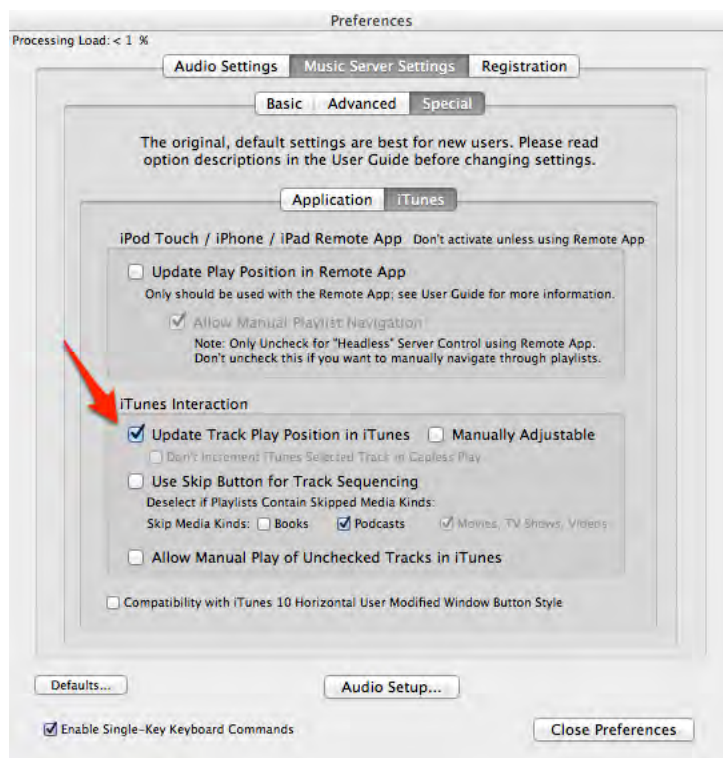 Preferences
Processing Load: < 1 %
Audio Settings Music Server Settings Registration
Basic Advanced Special
The original, default settings are best for new users. Please read
option descriptions in the User Guide before changing settings.
Application iTunes
iPod Touch / iPhone / iPad Remote App Don't activate unless using Remote App
Update Play Position in Remote App
Only should be used with the Remote App; see User Guide for more information.
Allow Manual Playlist Navigation
Note: Only Uncheck for "Headless" Server Control using Remote App.
Don't uncheck this if you want to manually navigate through playlists.
iTunes Interaction
Update Track Play Position in iTunes Manually Adjustable
Don't Increment iTunes Selected Track in Gapless Play
Use Skip Button for Track Sequencing
Deselect if Playlists Contain Skipped Media Kinds:
Skip Media Kinds: Books Podcasts Movies, TV Shows, Videos
Allow Manual Play of Unchecked Tracks in iTunes
Compatibility with iTunes 10 Horizontal User Modified Window Button Style
Defaults... Audio Setup...
Enable Single-Key Keyboard Commands Close Preferences